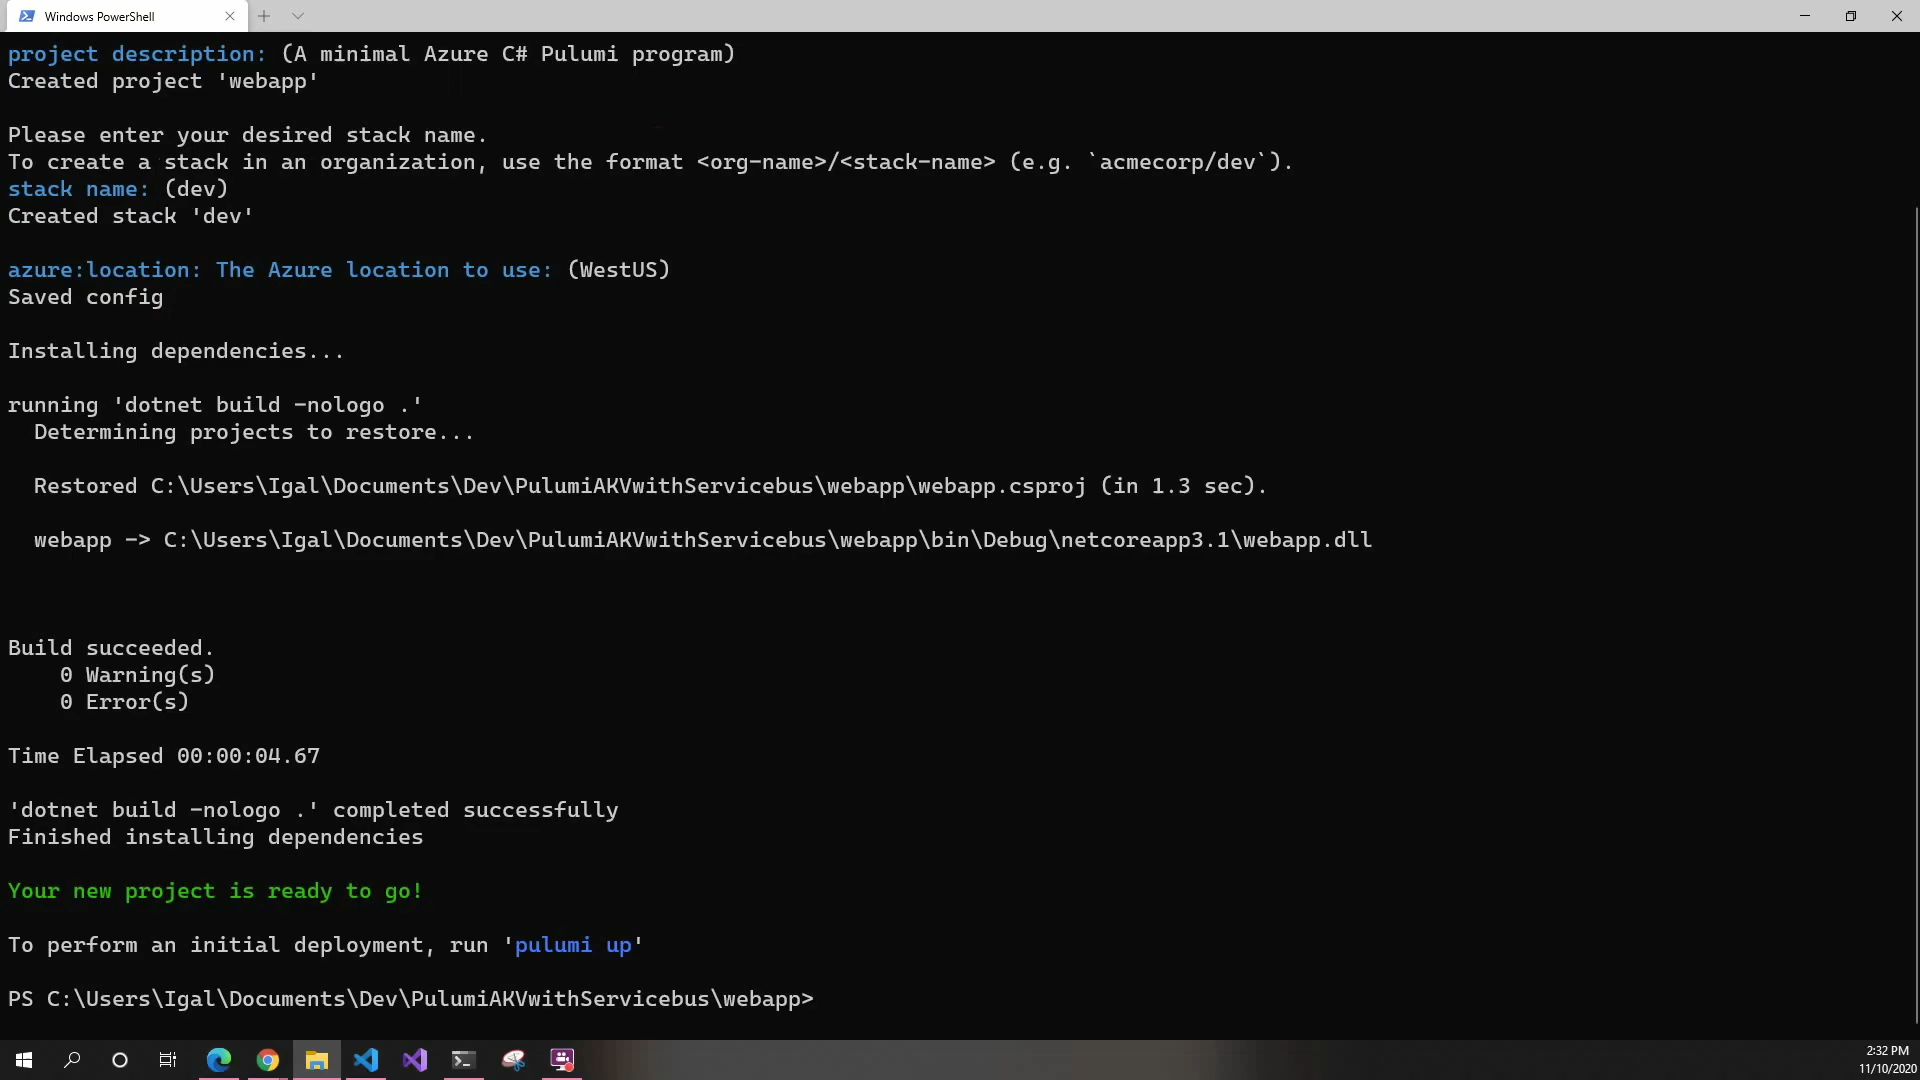 Windows PowerShell
project description: (A minimal Azure C# Pulumi program)
Created project 'webapp'
Please enter your desired stack name.
To create a stack in an organization, use the format <org-name>/<stack-name> (e.g. `acmecorp/dev`).
stack name: (dev)
Created stack 'dev'
azure:location: The Azure location to use: (WestUS)
Saved config
Installing dependencies...
running 'dotnet build -nologo .'
Determining projects to restore...
Restored C:\Users\Igal\Documents\Dev\PulumiAKVwithServicebus\webapp\webapp.csproj (in 1.3 sec).
webapp -> C:\Users\Igal\Documents\Dev\PulumiAKVwithServicebus\webapp\bin\Debug\netcoreapp3.1\webapp.dll
Build succeeded.
0 Warning(s)
0 Error(s)
Time Elapsed 00:00:04.67
'dotnet build -nologo .' completed successfully
Finished installing dependencies
Your new project is ready to go!
To perform an initial deployment, run 'pulumi up'
PS C:\Users\Igal\Documents\Dev\PulumiAKVwithServicebus\webapp>
2:32 PM
11/10/2020